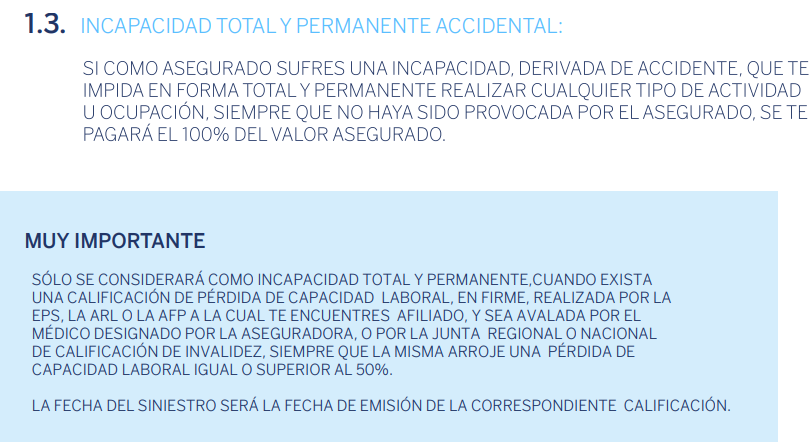 1.3. INCAPACIDAD TOTAL Y PERMANENTE ACCIDENTAL:
SI COMO ASEGURADO SUFRES UNA INCAPACIDAD, DERIVADA DE ACCIDENTE, QUE TE
IMPIDA EN FORMA TOTAL Y PERMANENTE REALIZAR CUALQUIER TIPO DE ACTIVIDAD
U OCUPACIÓN, SIEMPRE QUE NO HAYA SIDO PROVOCADA POR EL ASEGURADO, SE TE
PAGARÁ EL 100% DEL VALOR ASEGURADO.
MUY IMPORTANTE
SÓLO SE CONSIDERARÁ COMO INCAPACIDAD TOTAL Y PERMANENTE,CUANDO EXISTA
UNA CALIFICACIÓN DE PÉRDIDA DE CAPACIDAD LABORAL, EN FIRME, REALIZADA POR LA
EPS, LA ARL O LA AFP A LA CUAL TE ENCUENTRES AFILIADO, Y SEA AVALADA POR EL
MÉDICO DESIGNADO POR LA ASEGURADORA, O POR LA JUNTA REGIONAL O NACIONAL
DE CALIFICACIÓN DE INVALIDEZ, SIEMPRE QUE LA MISMA ARROJE UNA PÉRDIDA DE
CAPACIDAD LABORAL IGUAL O SUPERIOR AL 50%.
LA FECHA DEL SINIESTRO SERÁ LA FECHA DE EMISIÓN DE LA CORRESPONDIENTE CALIFICACIÓN.